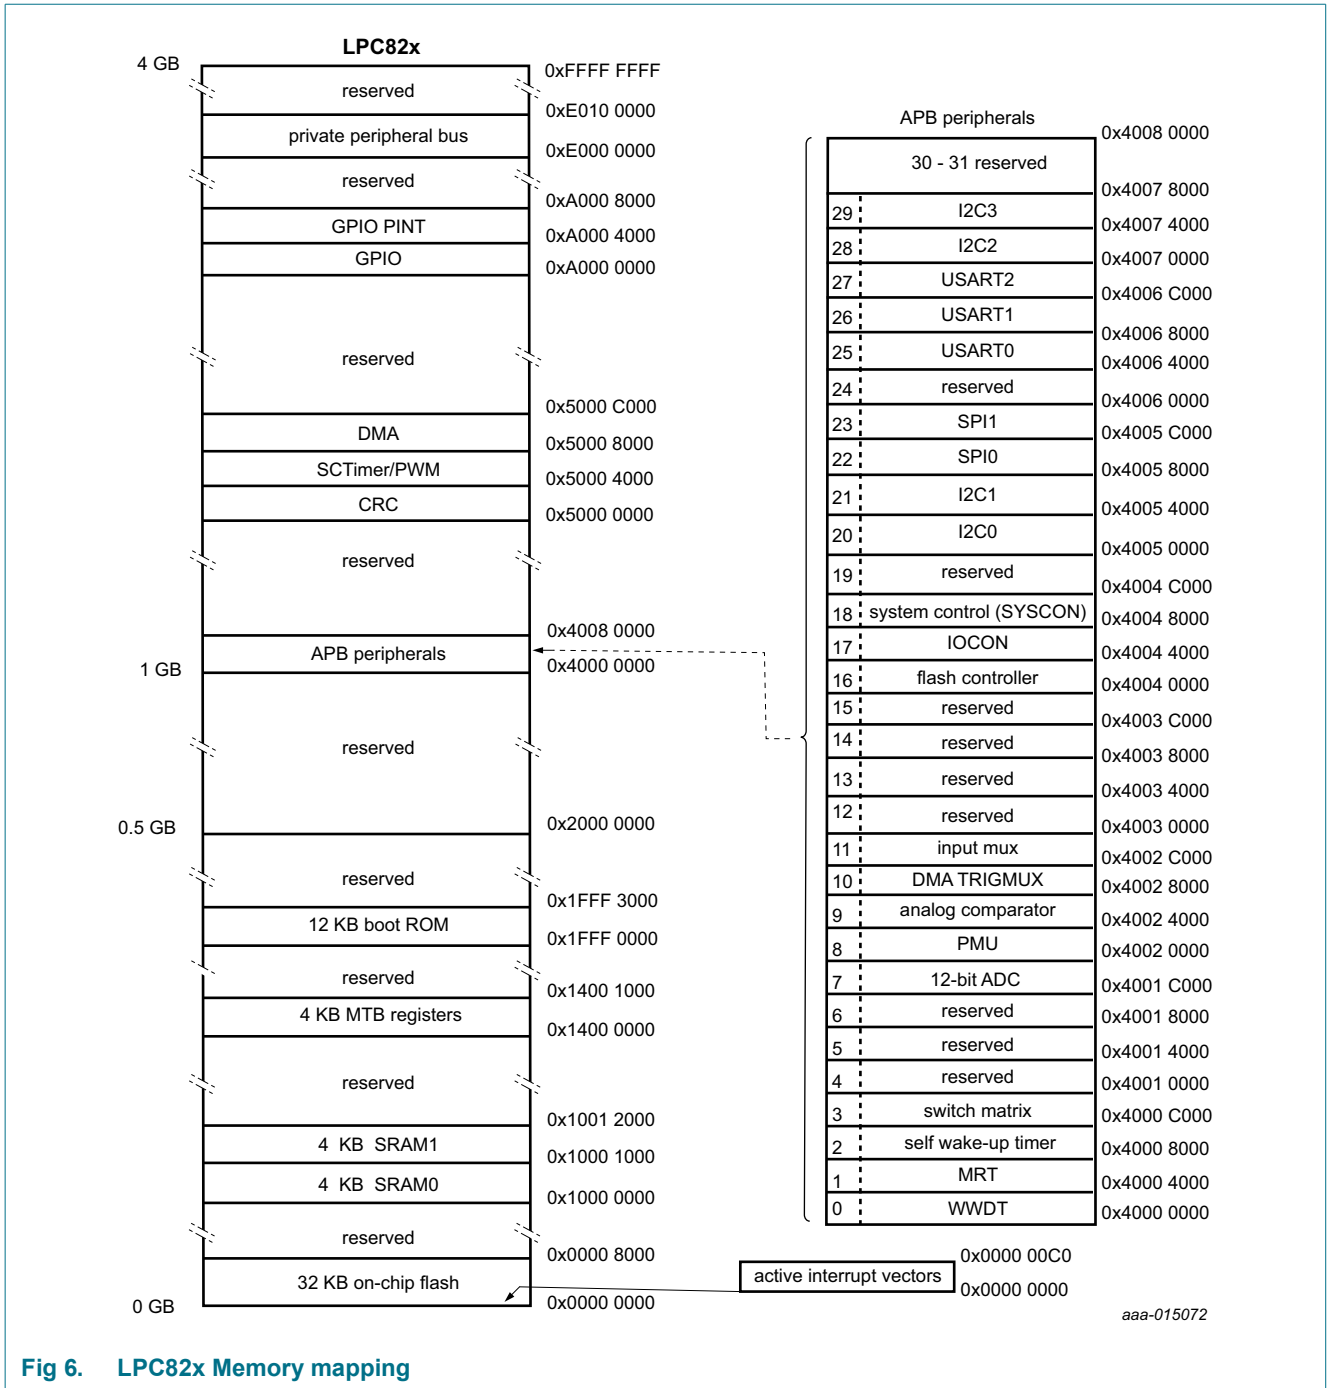 LPC82x
4 GB
0xFFFF FFFF
reserved
0xE010 0000
private peripheral bus
0xE000 0000
reserved
0xA000 8000
GPIO PINT
0xA000 4000
GPIO
0xA000 0000
reserved
0x5000 C000
DMA
0x5000 8000
SCTimer/PWM
0x5000 4000
CRC
0x5000 0000
reserved
0x4008 0000
APB peripherals
1 GB
0x4000 0000
reserved
0.5 GB
0x2000 0000
reserved
0x1FFF 3000
12 KB boot ROM
0x1FFF 0000
reserved
0x1400 1000
4 KB MTB registers
0x1400 0000
reserved
0x1001 2000
4 KB SRAM1
0x1000 1000
4 KB SRAM0
0x1000 0000
reserved
0x0000 8000
32 KB on-chip flash
0 GB
0x0000 0000
APB peripherals
0x4008 0000
30 - 31 reserved
0x4007 8000
29 I2C3
0x4007 4000
28 I2C2
0x4007 0000
27 USART2
0x4006 C000
26 USART1
0x4006 8000
25 USART0
0x4006 4000
24 reserved
0x4006 0000
23 SPI1
0x4005 C000
22 SPI0
0x4005 8000
21 I2C1
0x4005 4000
20 I2C0
0x4005 0000
19 reserved
0x4004 C000
18 system control (SYSCON)
0x4004 8000
17 IOCON
0x4004 4000
16 flash controller
0x4004 0000
15 reserved
0x4003 C000
14 reserved
0x4003 8000
13 reserved
0x4003 4000
12 reserved
0x4003 0000
11 input mux
0x4002 C000
10 DMA TRIGMUX
0x4002 8000
9 analog comparator
0x4002 4000
8 PMU
0x4002 0000
7 12-bit ADC
0x4001 C000
6 reserved
0x4001 8000
5 reserved
0x4001 4000
4 reserved
0x4001 0000
3 switch matrix
0x4000 C000
2 self wake-up timer
0x4000 8000
1 MRT
0x4000 4000
0 WWDT
0x4000 0000
0x0000 00C0
active interrupt vectors
0x0000 0000
aaa-015072
Fig 6. LPC82x Memory mapping